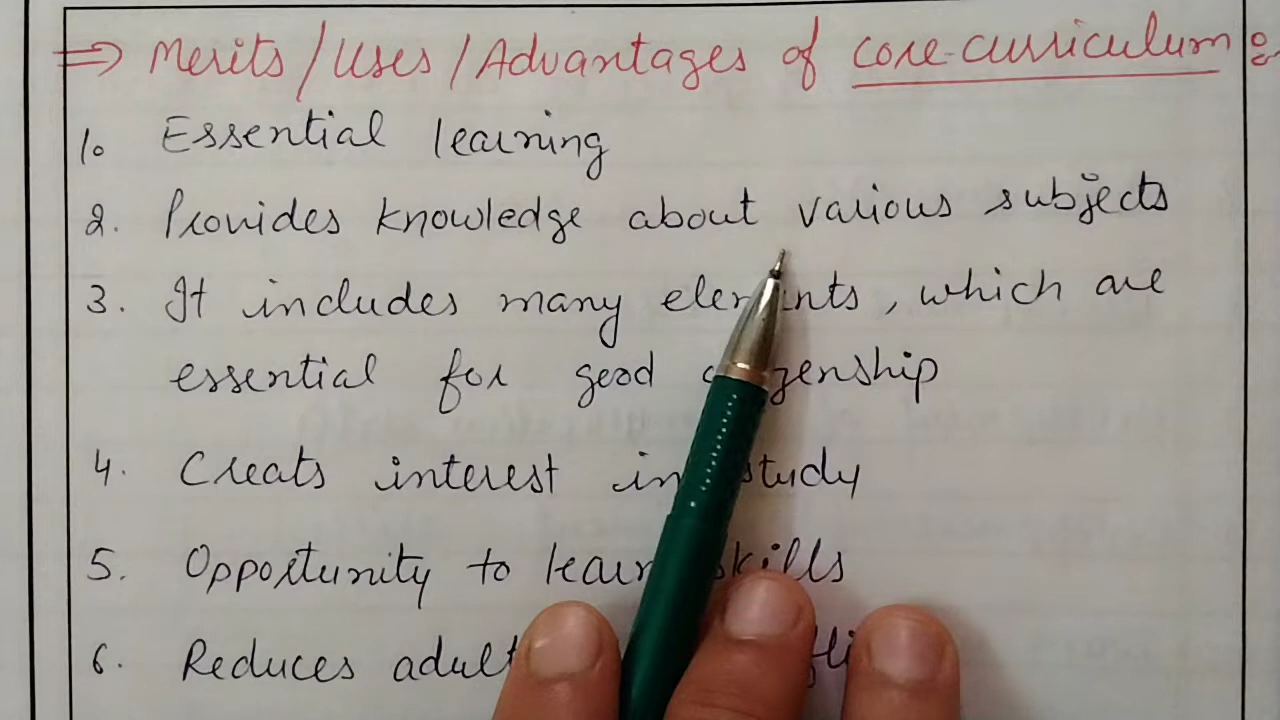 ⇒ Merits/Uses/Advantages of core-curriculum :
1. Essential learning
2. Provides knowledge about various subjects
3. It includes many elements, which are
essential for good citizenship
4. Creats interest in study
5. Opportunity to learn skills
6. Reduces